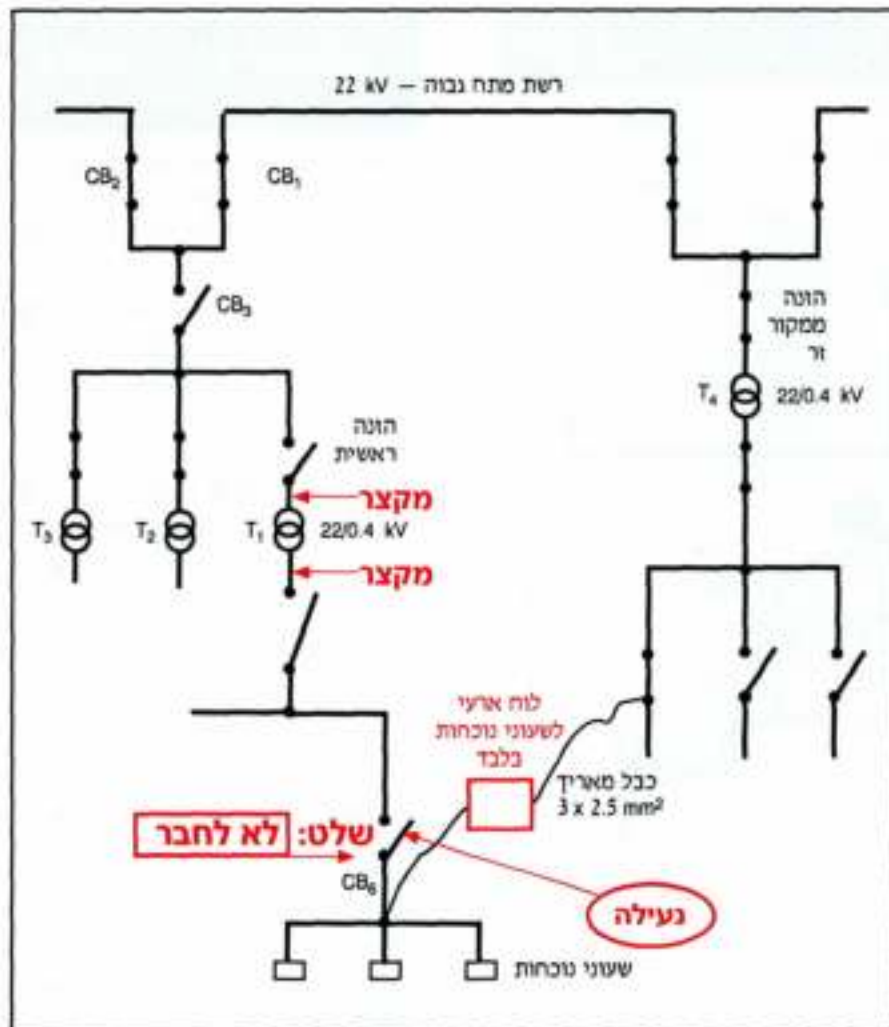 רשת מתח גבוה – 22 kV
CB₂
CB₁
CB₃
הזנה
ממקור
זר
T₄
22/0.4 kV
הזנה
ראשית
מקצר
T₃
T₂
T₁
22/0.4 kV
מקצר
לוח ארעי
לשעוני נוכחות
בלבד
כבל מאריך
3 x 2.5 mm²
שלט: לא לחבר
CB₆
נעילה
שעוני נוכחות